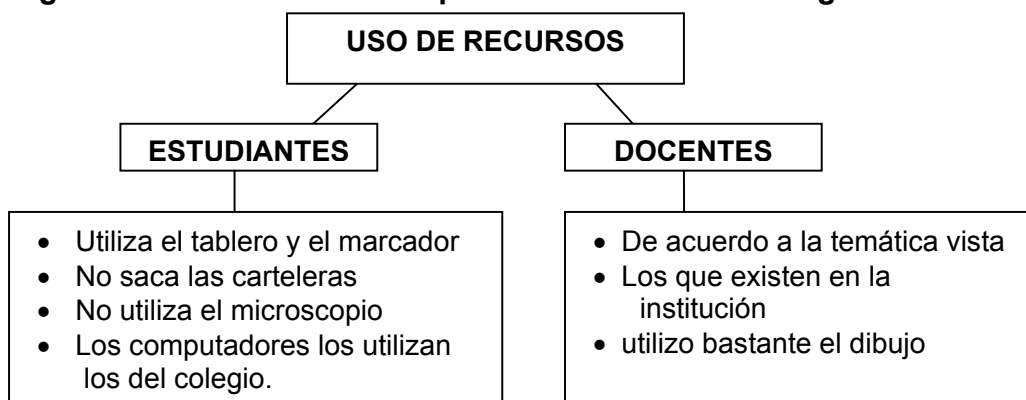 USO DE RECURSOS
ESTUDIANTES
DOCENTES
• Utiliza el tablero y el marcador
• No saca las carteleras
• No utiliza el microscopio
• Los computadores los utilizan
los del colegio.
• De acuerdo a la temática vista
• Los que existen en la
institución
• utilizo bastante el dibujo